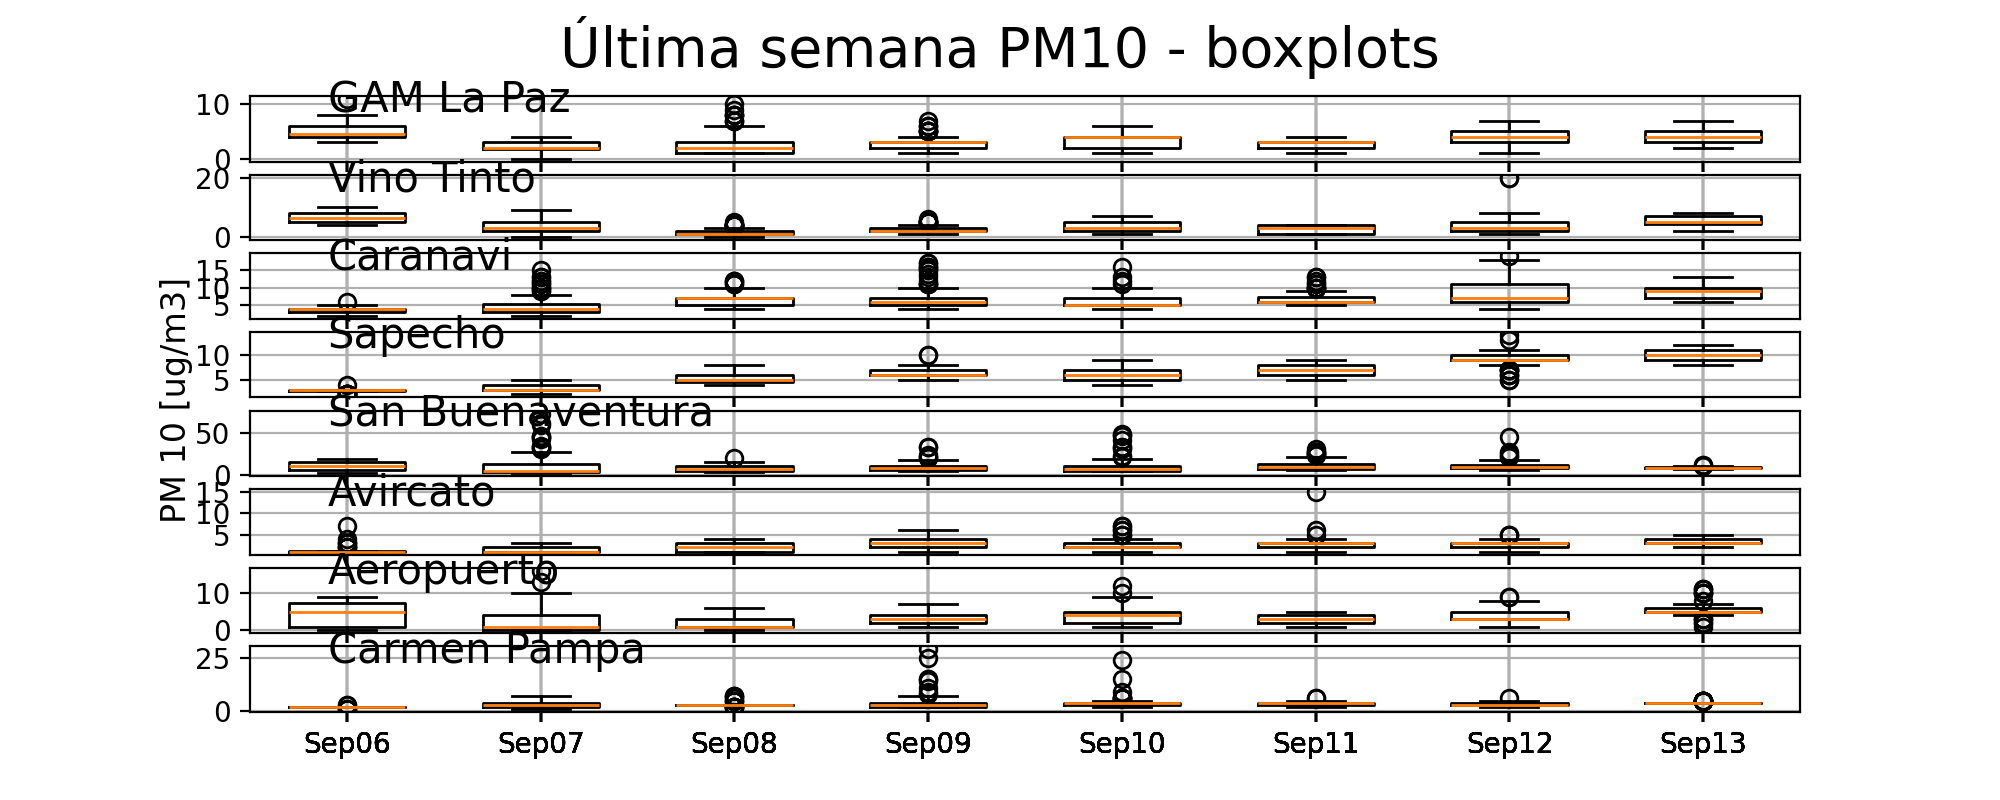 Última semana PM10 - boxplots
GAM La Paz
10
0
Vino Tinto
20
0
Caranavi
15
10
5
Sapecho
10
5
San Buenaventura
50
0
Avircato
15
10
5
Aeropuerto
10
0
Carmen Pampa
25
0
PM 10 [ug/m3]
Sep06 Sep07 Sep08 Sep09 Sep10 Sep11 Sep12 Sep13